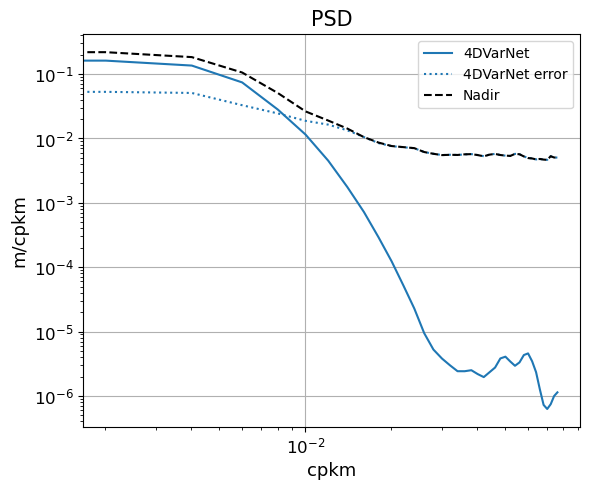 PSD
4DVarNet
4DVarNet error
Nadir
m/cpkm
10⁻¹
10⁻²
10⁻³
10⁻⁴
10⁻⁵
10⁻⁶
10⁻²
cpkm